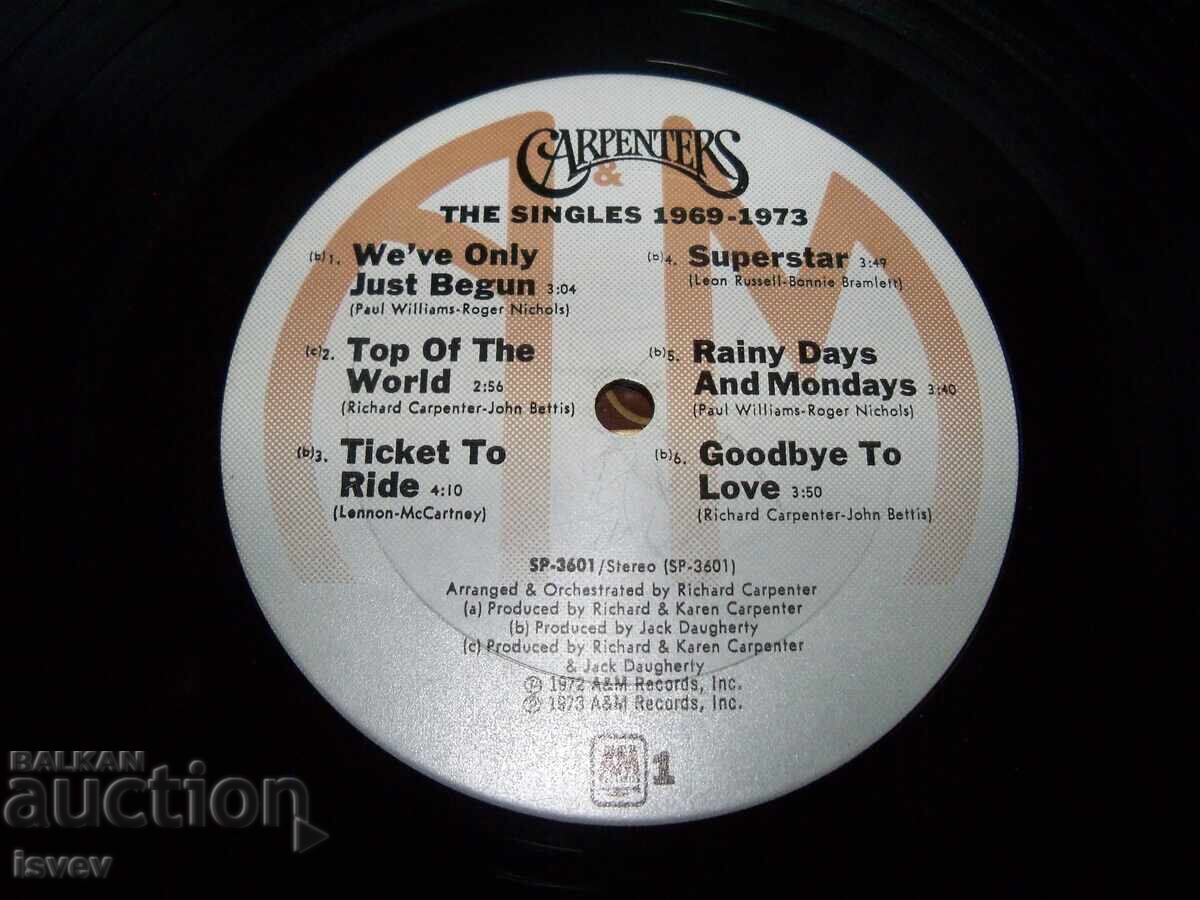 CARPENTERS
&
THE SINGLES 1969-1973
(b)1. We've Only
Just Begun 3:04
(Paul Williams-Roger Nichols)
(c)2. Top Of The
World 2:56
(Richard Carpenter-John Bettis)
(b)3. Ticket To
Ride 4:10
(Lennon-McCartney)
(b)4. Superstar 3:49
(Leon Russell-Bonnie Bramlett)
(b)5. Rainy Days
And Mondays 3:40
(Paul Williams-Roger Nichols)
(b)6. Goodbye To
Love 3:50
(Richard Carpenter-John Bettis)
SP-3601/Stereo (SP-3601)
Arranged & Orchestrated by Richard Carpenter
(a) Produced by Richard & Karen Carpenter
(b) Produced by Jack Daugherty
(c) Produced by Richard & Karen Carpenter
& Jack Daugherty
℗ 1972 A&M Records, Inc.
℗ 1973 A&M Records, Inc.
AM 1
BALKAN
auction
isvev